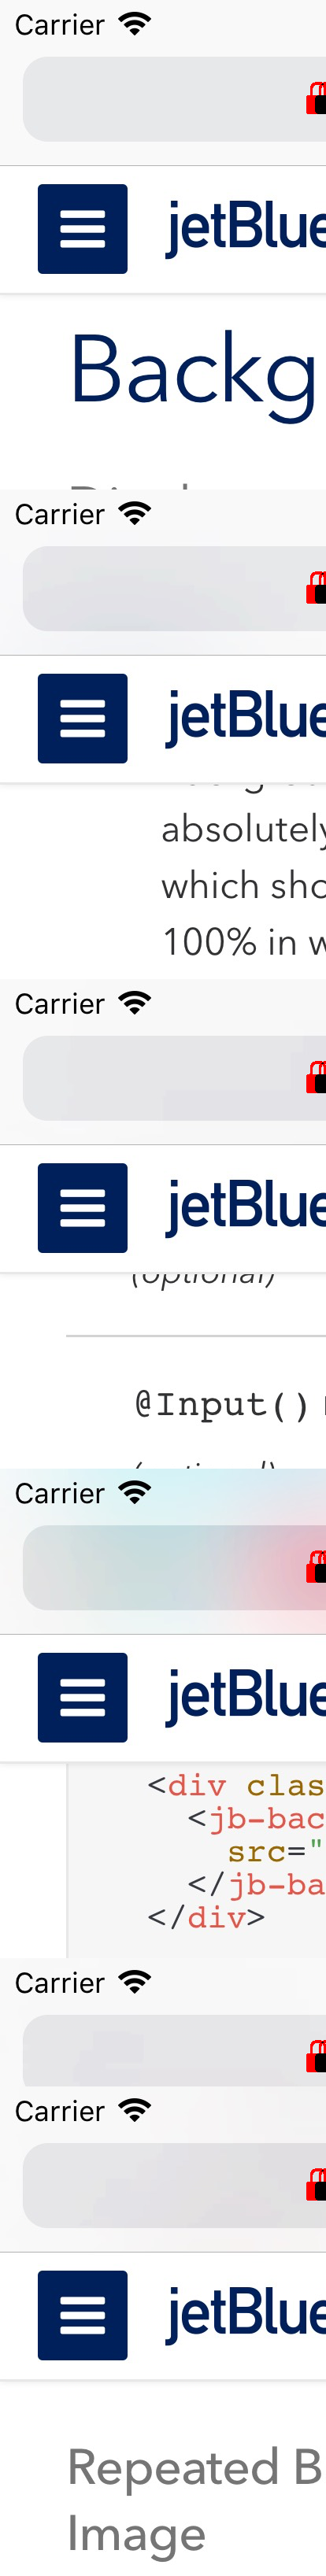 Carrier
jetBlue
Backg
Carrier
jetBlue
absolutely
which sho
100% in w
Carrier
jetBlue
(optional)
@Input()
Carrier
jetBlue
<div clas
<jb-bac
src="
</jb-ba
</div>
Carrier
Carrier
jetBlue
Repeated B
Image